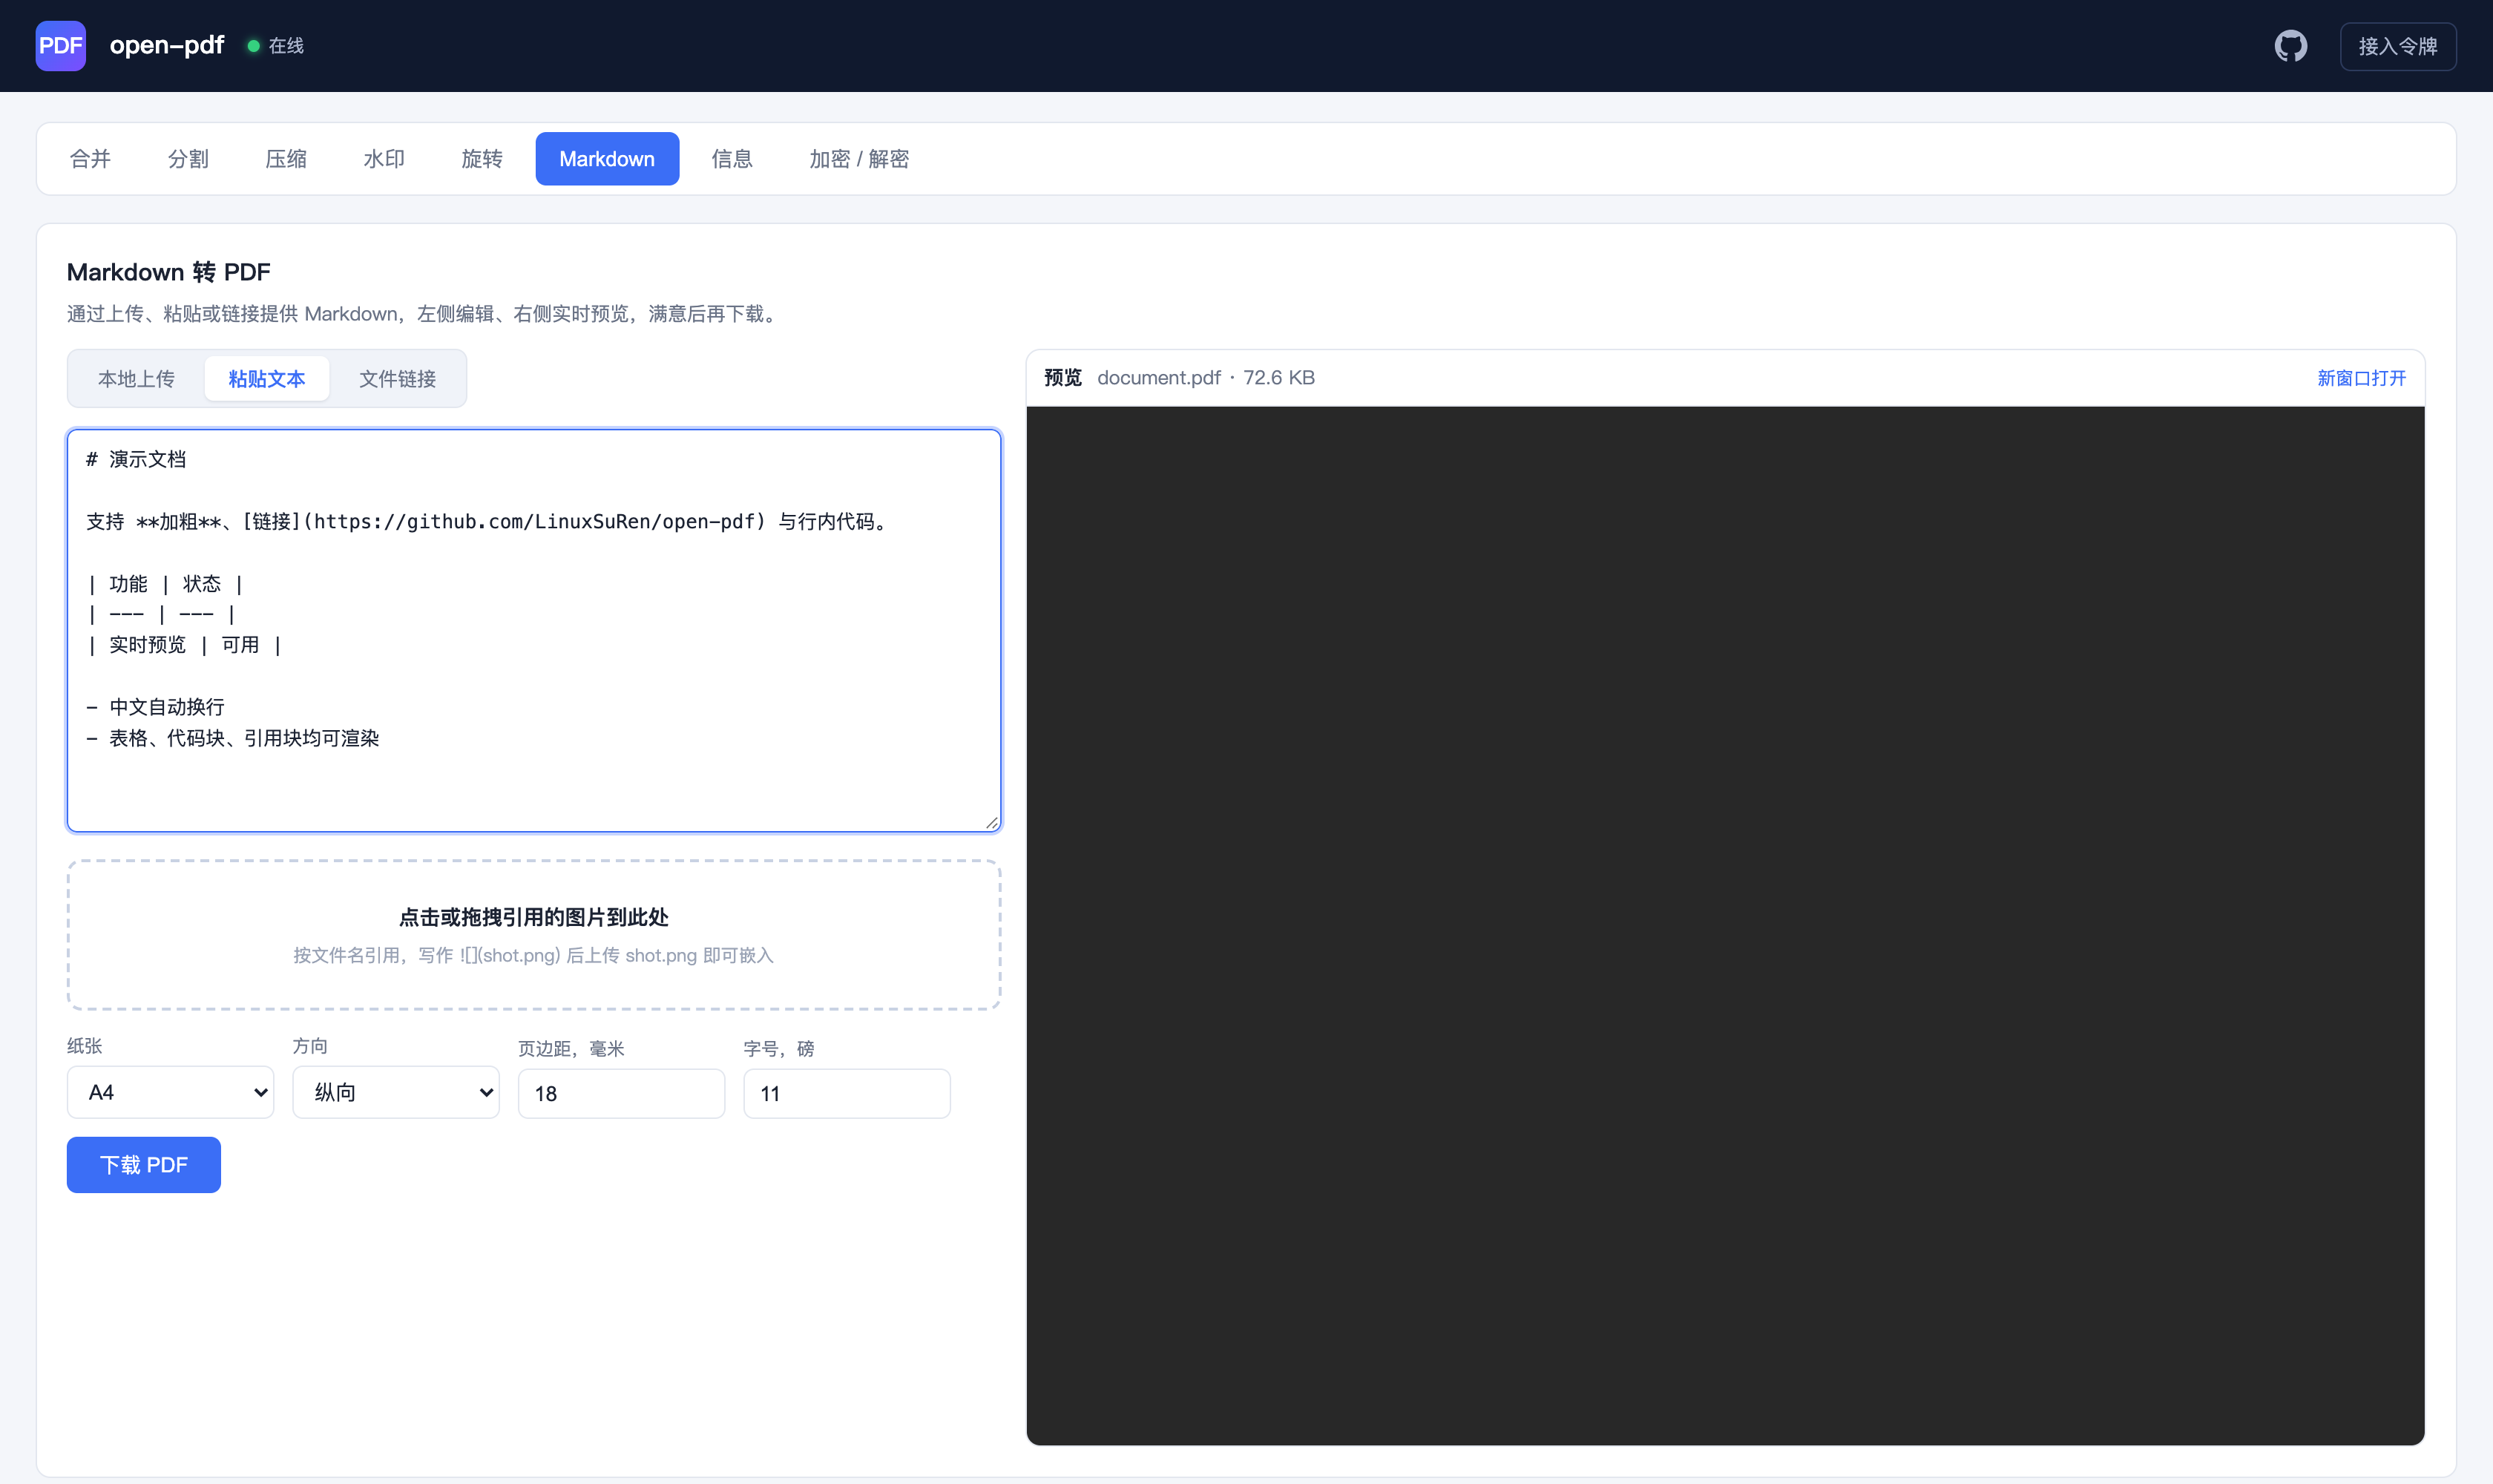 PDF open-pdf 在线 接入令牌
合并 分割 压缩 水印 旋转 Markdown 信息 加密 / 解密
Markdown 转 PDF
通过上传、粘贴或链接提供 Markdown，左侧编辑、右侧实时预览，满意后再下载。
本地上传 粘贴文本 文件链接
# 演示文档
支持 **加粗**、[链接](https://github.com/LinuxSuRen/open-pdf) 与行内代码。
| 功能 | 状态 |
| --- | --- |
| 实时预览 | 可用 |
- 中文自动换行
- 表格、代码块、引用块均可渲染
点击或拖拽引用的图片到此处
按文件名引用，写作 ![](shot.png) 后上传 shot.png 即可嵌入
纸张 方向 页边距，毫米 字号，磅
A4 纵向 18 11
下载 PDF
预览 document.pdf · 72.6 KB 新窗口打开